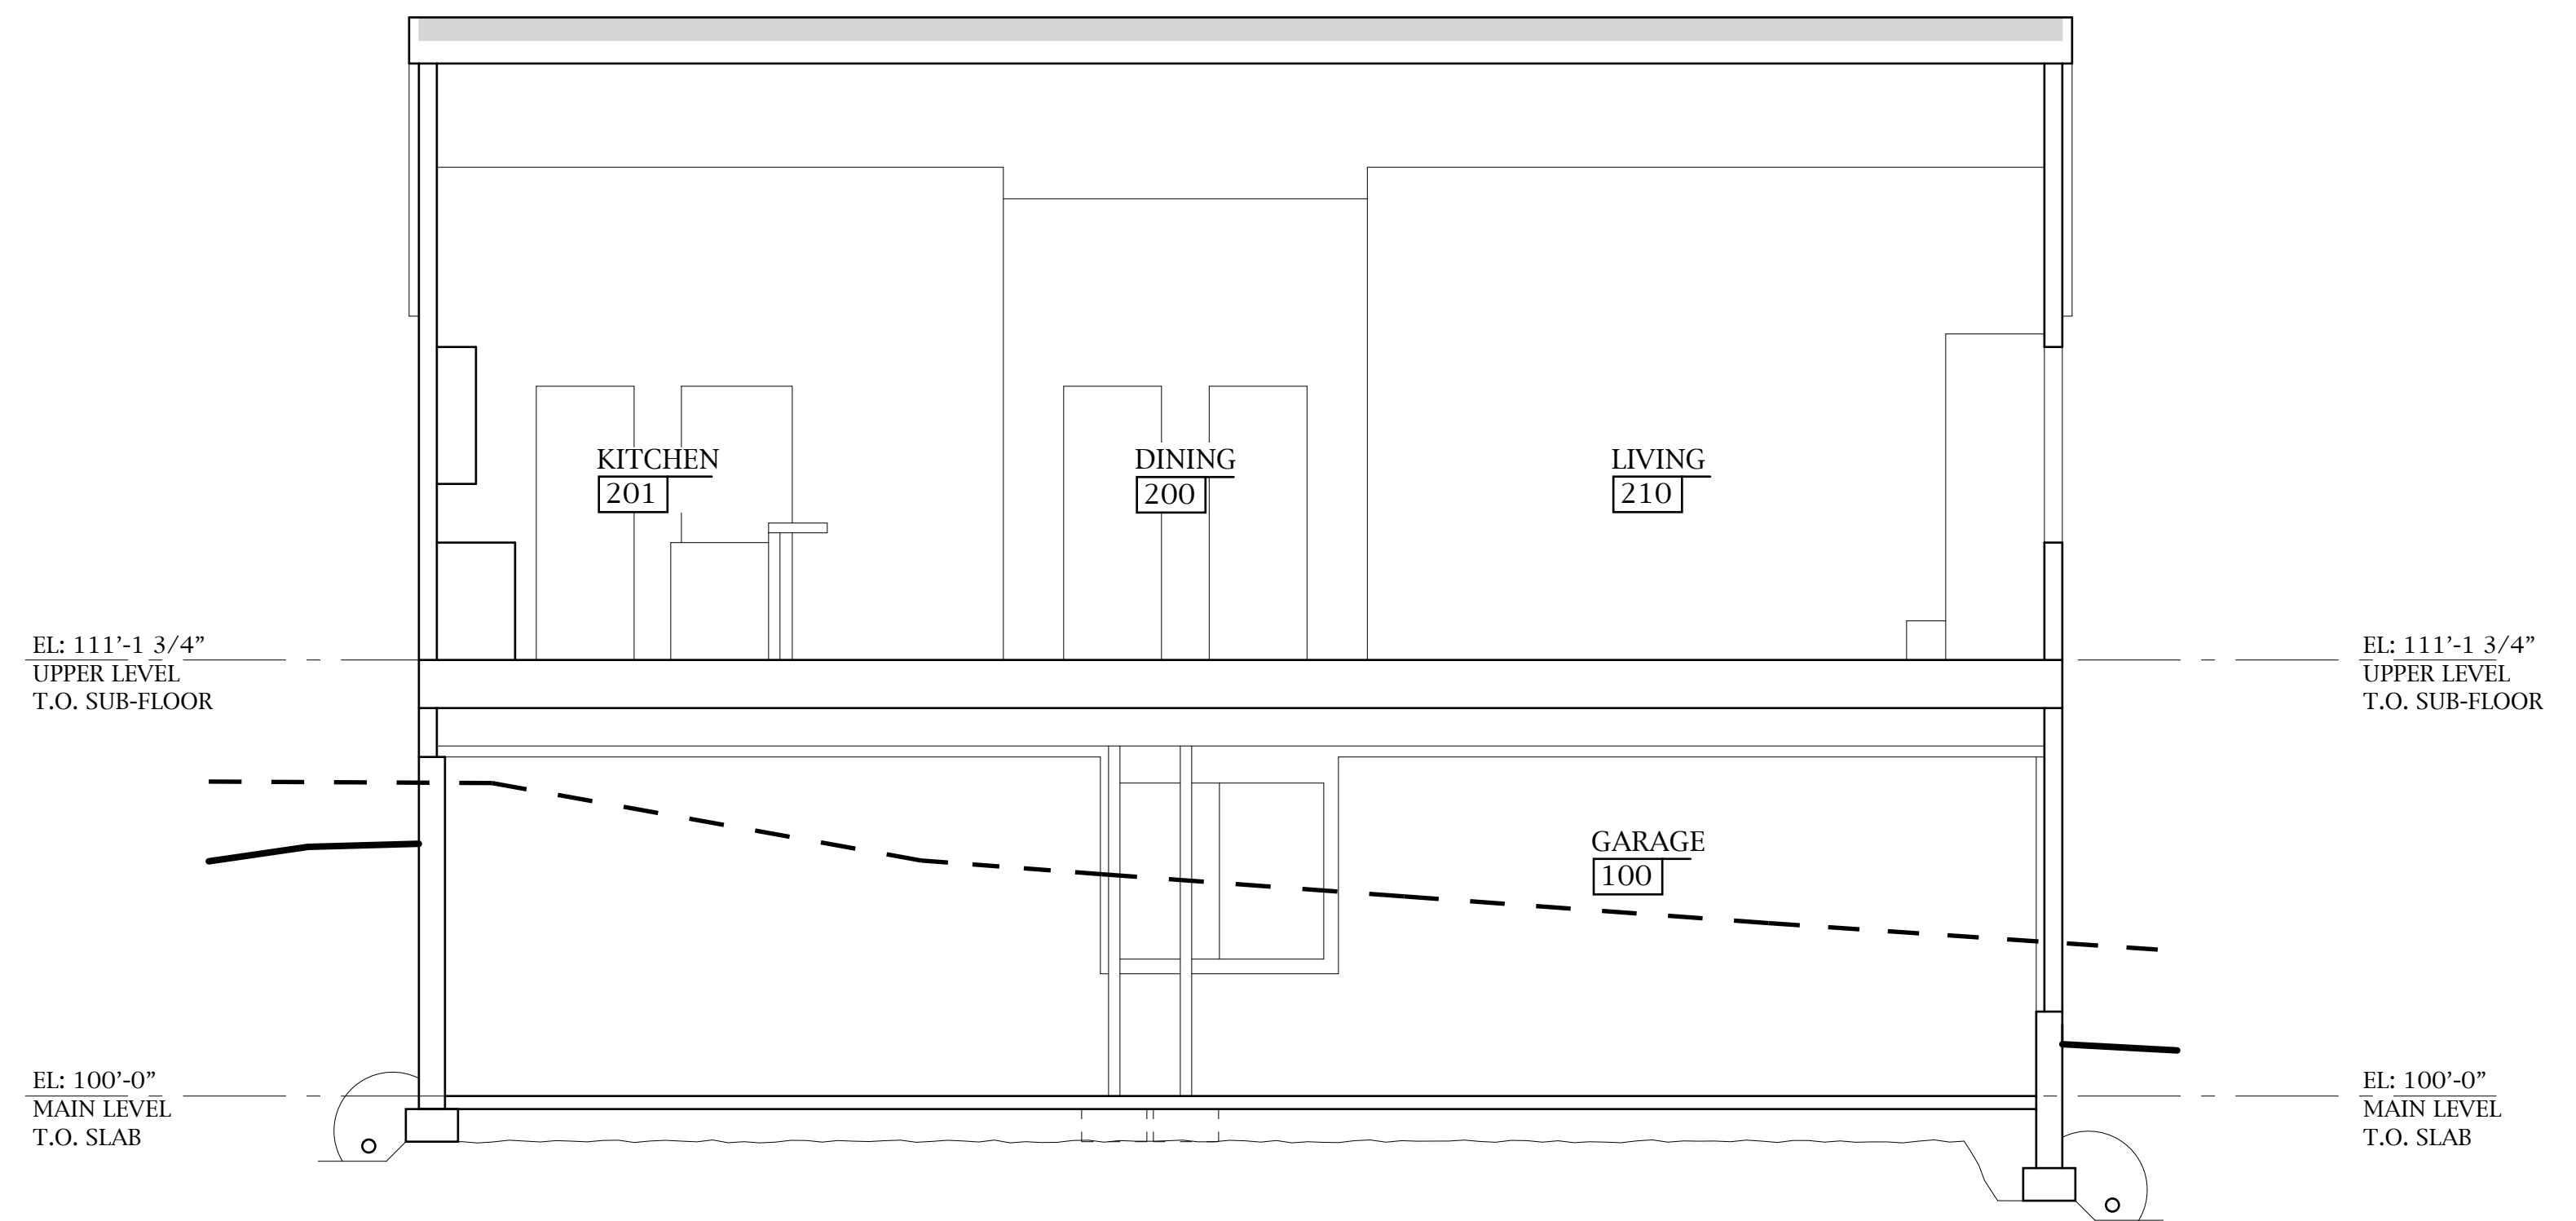 KITCHEN
201
DINING
200
LIVING
210
EL: 111’-1 3/4”
UPPER LEVEL
T.O. SUB-FLOOR
EL: 111’-1 3/4”
UPPER LEVEL
T.O. SUB-FLOOR
GARAGE
100
EL: 100’-0”
MAIN LEVEL
T.O. SLAB
EL: 100’-0”
MAIN LEVEL
T.O. SLAB